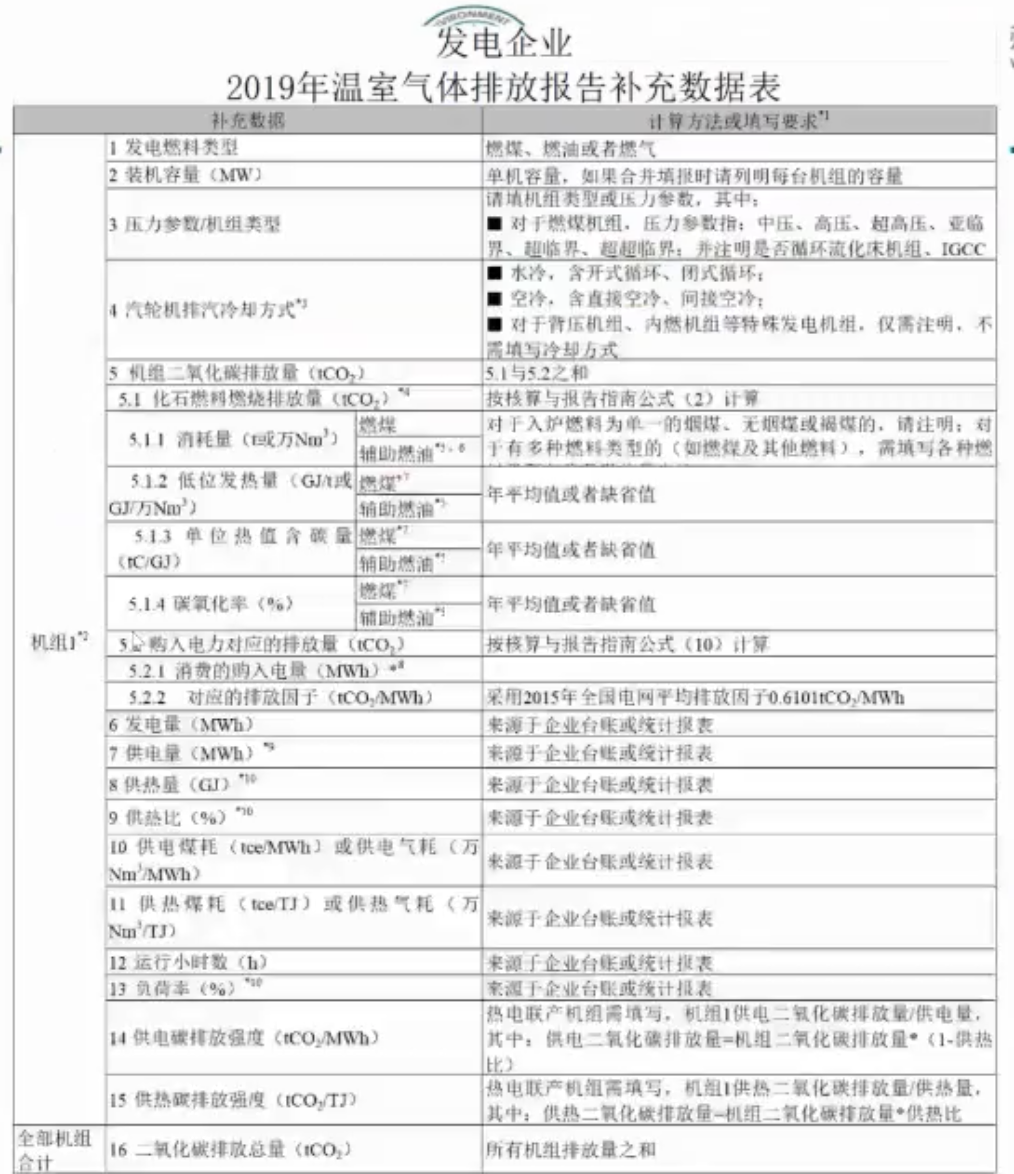 VIRONMENT
发电企业
2019年温室气体排放报告补充数据表
补充数据 计算方法或填写要求*1
机组1*2
1 发电燃料类型 燃煤、燃油或者燃气
2 装机容量（MW） 单机容量，如果合并填报时请列明每台机组的容量
3 压力参数/机组类型
请填机组类型或压力参数，其中：
■ 对于燃煤机组，压力参数指：中压、高压、超高压、亚临
界、超临界、超超临界；并注明是否循环流化床机组、IGCC
4 汽轮机排汽冷却方式*3
■ 水冷，含开式循环、闭式循环；
■ 空冷，含直接空冷、间接空冷；
■ 对于背压机组、内燃机组等特殊发电机组，仅需注明，不
需填写冷却方式
5 机组二氧化碳排放量（tCO2） 5.1与5.2之和
5.1 化石燃料燃烧排放量（tCO2）*4 按核算与报告指南公式（2）计算
5.1.1 消耗量（t或万Nm3）
燃煤
辅助燃油*5、6
对于入炉燃料为单一的烟煤、无烟煤或褐煤的，请注明；对
于有多种燃料类型的（如燃煤及其他燃料），需填写各种燃
5.1.2 低位发热量（GJ/t或
GJ/万Nm3）
燃煤*7
辅助燃油*5
年平均值或者缺省值
5.1.3 单位热值含碳量
（tC/GJ）
燃煤*7
辅助燃油*5
年平均值或者缺省值
5.1.4 碳氧化率（%）
燃煤*7
辅助燃油*5
年平均值或者缺省值
5. 购入电力对应的排放量（tCO2） 按核算与报告指南公式（10）计算
5.2.1 消费的购入电量（MWh）*8
5.2.2 对应的排放因子（tCO2/MWh） 采用2015年全国电网平均排放因子0.6101tCO2/MWh
6 发电量（MWh） 来源于企业台账或统计报表
7 供电量（MWh）*9 来源于企业台账或统计报表
8 供热量（GJ）*10 来源于企业台账或统计报表
9 供热比（%）*10 来源于企业台账或统计报表
10 供电煤耗（tce/MWh）或供电气耗（万
Nm3/MWh）
来源于企业台账或统计报表
11 供热煤耗（tce/TJ）或供热气耗（万
Nm3/TJ）
来源于企业台账或统计报表
12 运行小时数（h） 来源于企业台账或统计报表
13 负荷率（%）*10 来源于企业台账或统计报表
14 供电碳排放强度（tCO2/MWh）
热电联产机组需填写，机组1供电二氧化碳排放量/供电量，
其中：供电二氧化碳排放量=机组二氧化碳排放量*（1-供热
比）
15 供热碳排放强度（tCO2/TJ）
热电联产机组需填写，机组1供热二氧化碳排放量/供热量，
其中：供热二氧化碳排放量=机组二氧化碳排放量*供热比
全部机组
合计
16 二氧化碳排放总量（tCO2） 所有机组排放量之和